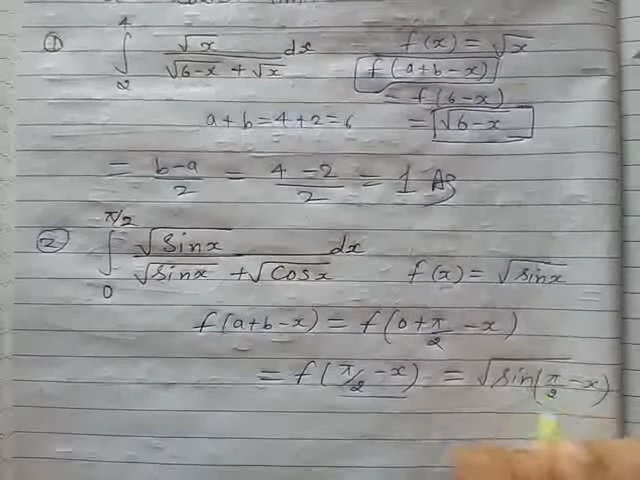 ① ∫₂⁴ √x / (√6-x + √x) dx f(x) = √x
f(a+b-x)
= f(6-x)
a+b = 4+2 = 6 = √6-x
= b-a / 2 = 4-2 / 2 = 1 Ag
② ∫₀^π/2 √sinx / (√sinx + √cosx) dx f(x) = √sinx
f(a+b-x) = f(0+π/2 -x)
= f(π/2 -x) = √sin(π/2 -x)